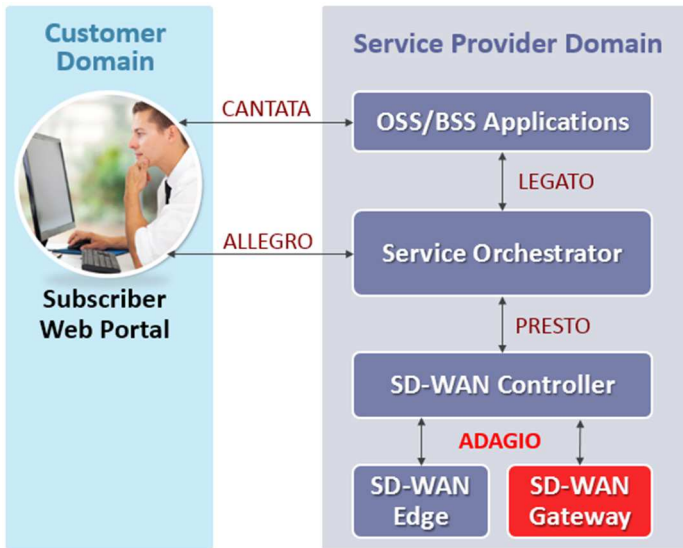 Customer
Domain
Service Provider Domain
CANTATA
OSS/BSS Applications
LEGATO
ALLEGRO
Service Orchestrator
Subscriber
Web Portal
PRESTO
SD-WAN Controller
ADAGIO
SD-WAN
Edge
SD-WAN
Gateway